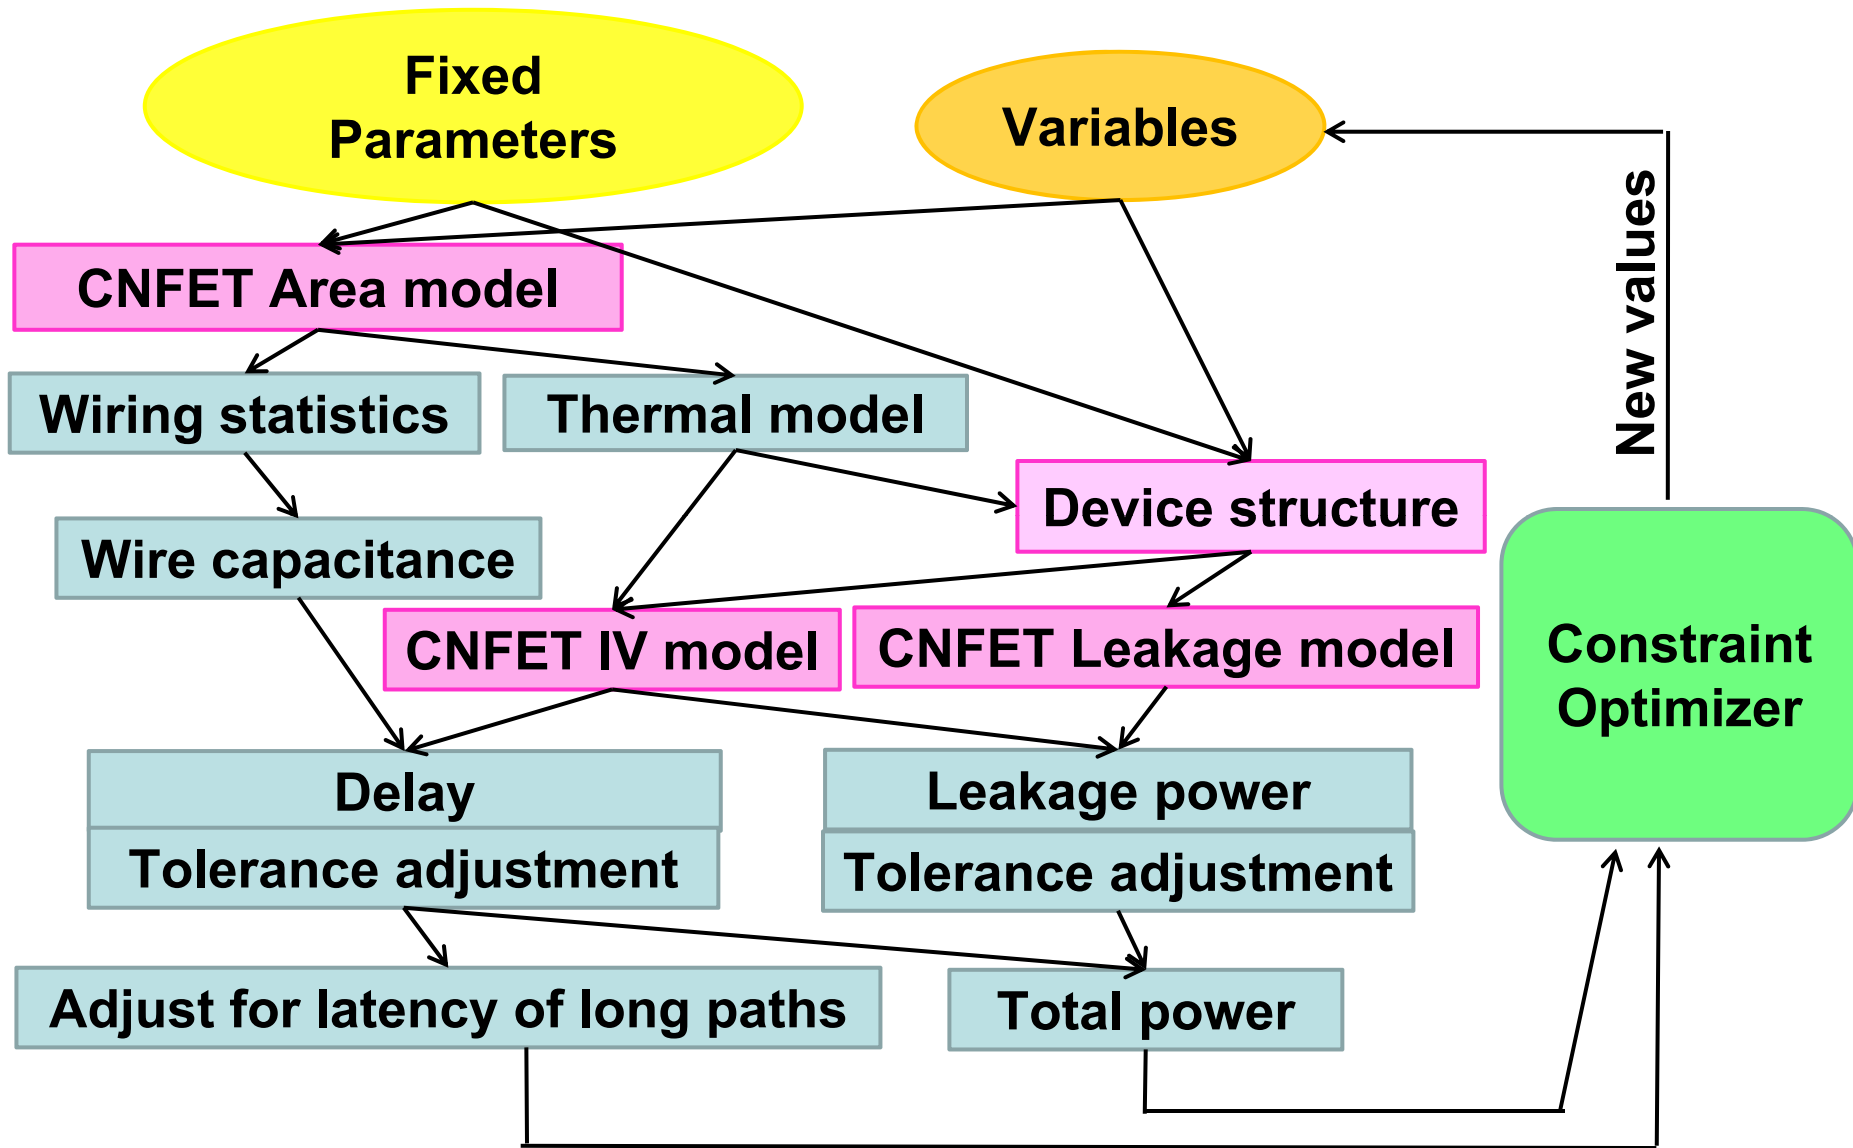 Fixed
Parameters
Variables
New values
CNFET Area model
Wiring statistics
Thermal model
Device structure
Wire capacitance
CNFET IV model
CNFET Leakage model
Constraint
Optimizer
Delay
Leakage power
Tolerance adjustment
Tolerance adjustment
Adjust for latency of long paths
Total power